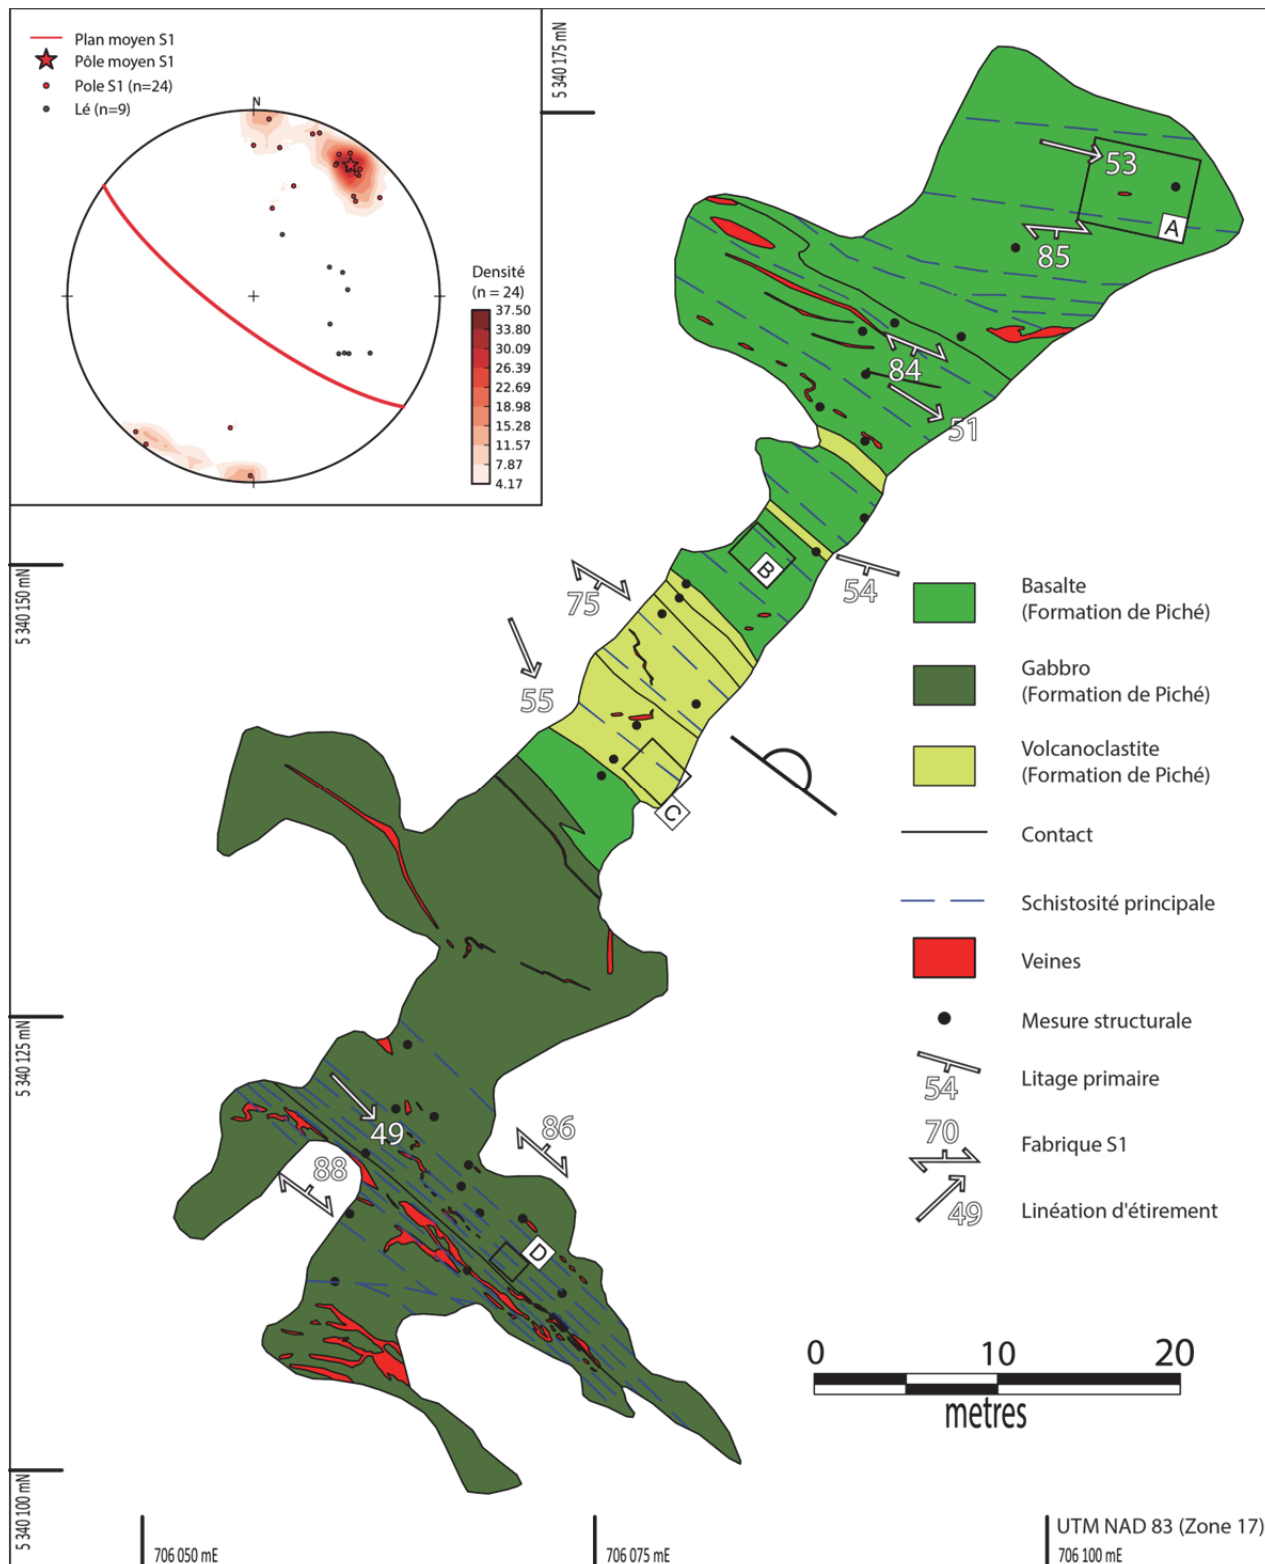 Plan moyen S1
Pôle moyen S1
Pole S1 (n=24)
Lé (n=9)
N
Densité
(n = 24)
37.50
33.80
30.09
26.39
22.69
18.98
15.28
11.57
7.87
4.17
5 340 175 mN
5 340 150 mN
5 340 125 mN
5 340 100 mN
53
A
85
84
51
B
54
75
55
C
49
86
88
D
Basalte
(Formation de Piché)
Gabbro
(Formation de Piché)
Volcanoclastite
(Formation de Piché)
Contact
Schistosité principale
Veines
Mesure structurale
54
Litage primaire
70
Fabrique S1
49
Linéation d'étirement
0 10 20
metres
UTM NAD 83 (Zone 17)
706 050 mE
706 075 mE
706 100 mE